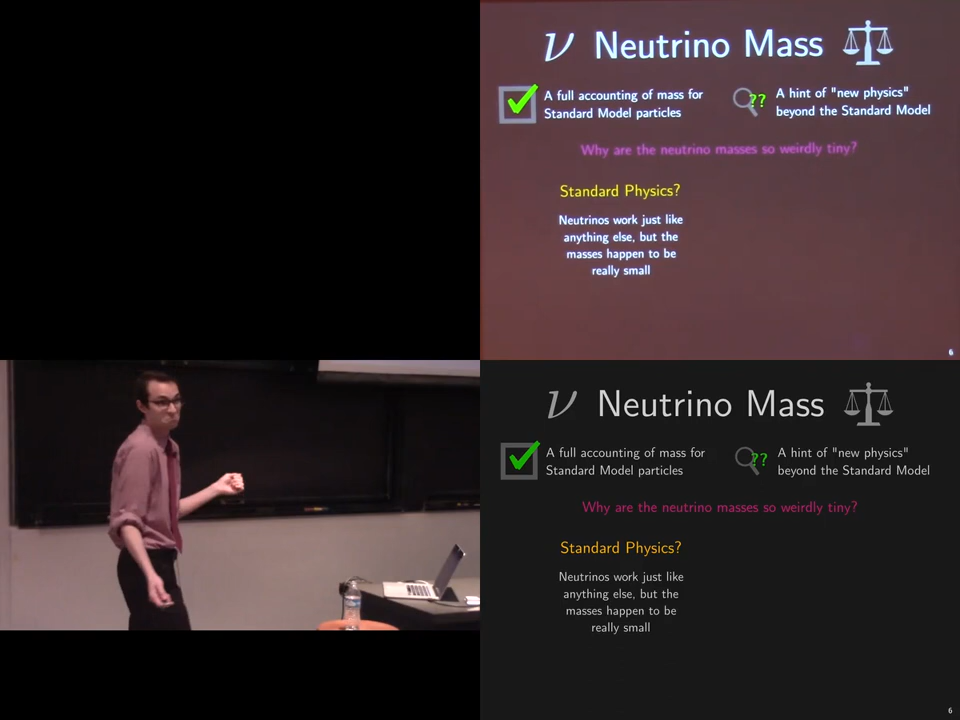 ν Neutrino Mass
A full accounting of mass for
Standard Model particles
??
A hint of "new physics"
beyond the Standard Model
Why are the neutrino masses so weirdly tiny?
Standard Physics?
Neutrinos work just like
anything else, but the
masses happen to be
really small
6
ν Neutrino Mass
A full accounting of mass for
Standard Model particles
??
A hint of "new physics"
beyond the Standard Model
Why are the neutrino masses so weirdly tiny?
Standard Physics?
Neutrinos work just like
anything else, but the
masses happen to be
really small
6